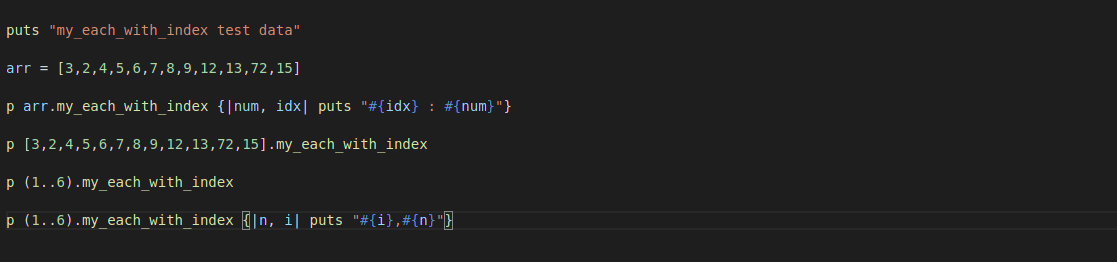 puts "my_each_with_index test data"
arr = [3,2,4,5,6,7,8,9,12,13,72,15]
p arr.my_each_with_index {|num, idx| puts "#{idx} : #{num}"}
p [3,2,4,5,6,7,8,9,12,13,72,15].my_each_with_index
p (1..6).my_each_with_index
p (1..6).my_each_with_index {|n, i| puts "#{i},#{n}"}